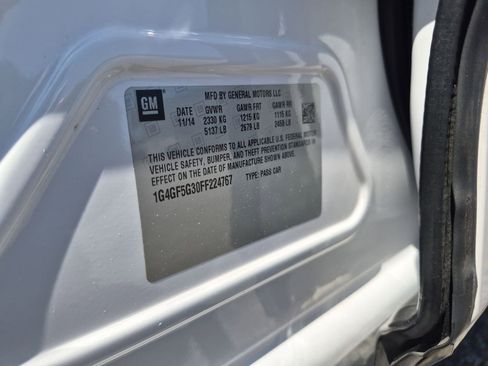 GM
MFD BY GENERAL MOTORS LLC
DATE GVWR GAWR FRT GAWR RR
11/14 2330 KG 1215 KG 1115 KG
5137 LB 2679 LB 2459 LB
THIS VEHICLE CONFORMS TO ALL APPLICABLE U.S. FEDERAL MOTOR
VEHICLE SAFETY, BUMPER, AND THEFT PREVENTION STANDARDS IN
EFFECT ON THE DATE OF MANUFACTURE SHOWN ABOVE.
1G4GF5G30FF224767 TYPE: PASS CAR